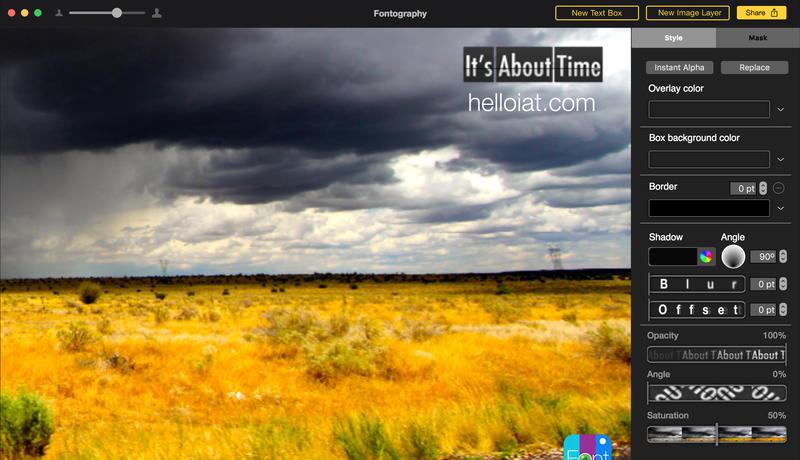 Fontography
New Text Box
New Image Layer
Share
Style
Mask
Instant Alpha
Replace
Overlay color
Box background color
Border
0 pt
Shadow
Angle
90º
Blur
0 pt
Offset
0 pt
Opacity
100%
About T About T About T
Angle
0%
Saturation
50%
It's About Time
helloiat.com
Font